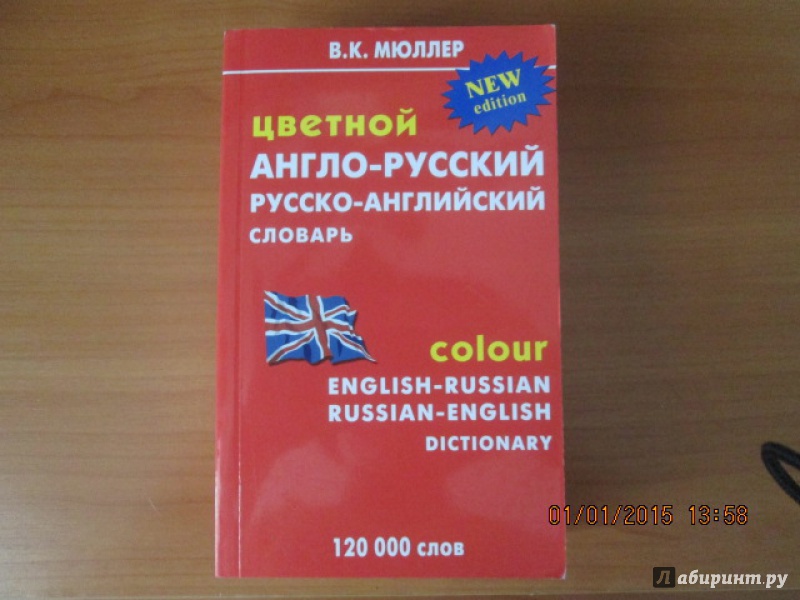 В.К. МЮЛЛЕР
NEW
edition
цветной
АНГЛО-РУССКИЙ
РУССКО-АНГЛИЙСКИЙ
СЛОВАРЬ
colour
ENGLISH-RUSSIAN
RUSSIAN-ENGLISH
DICTIONARY
120 000 слов
01/01/2015 13:58
Лабиринт.ру